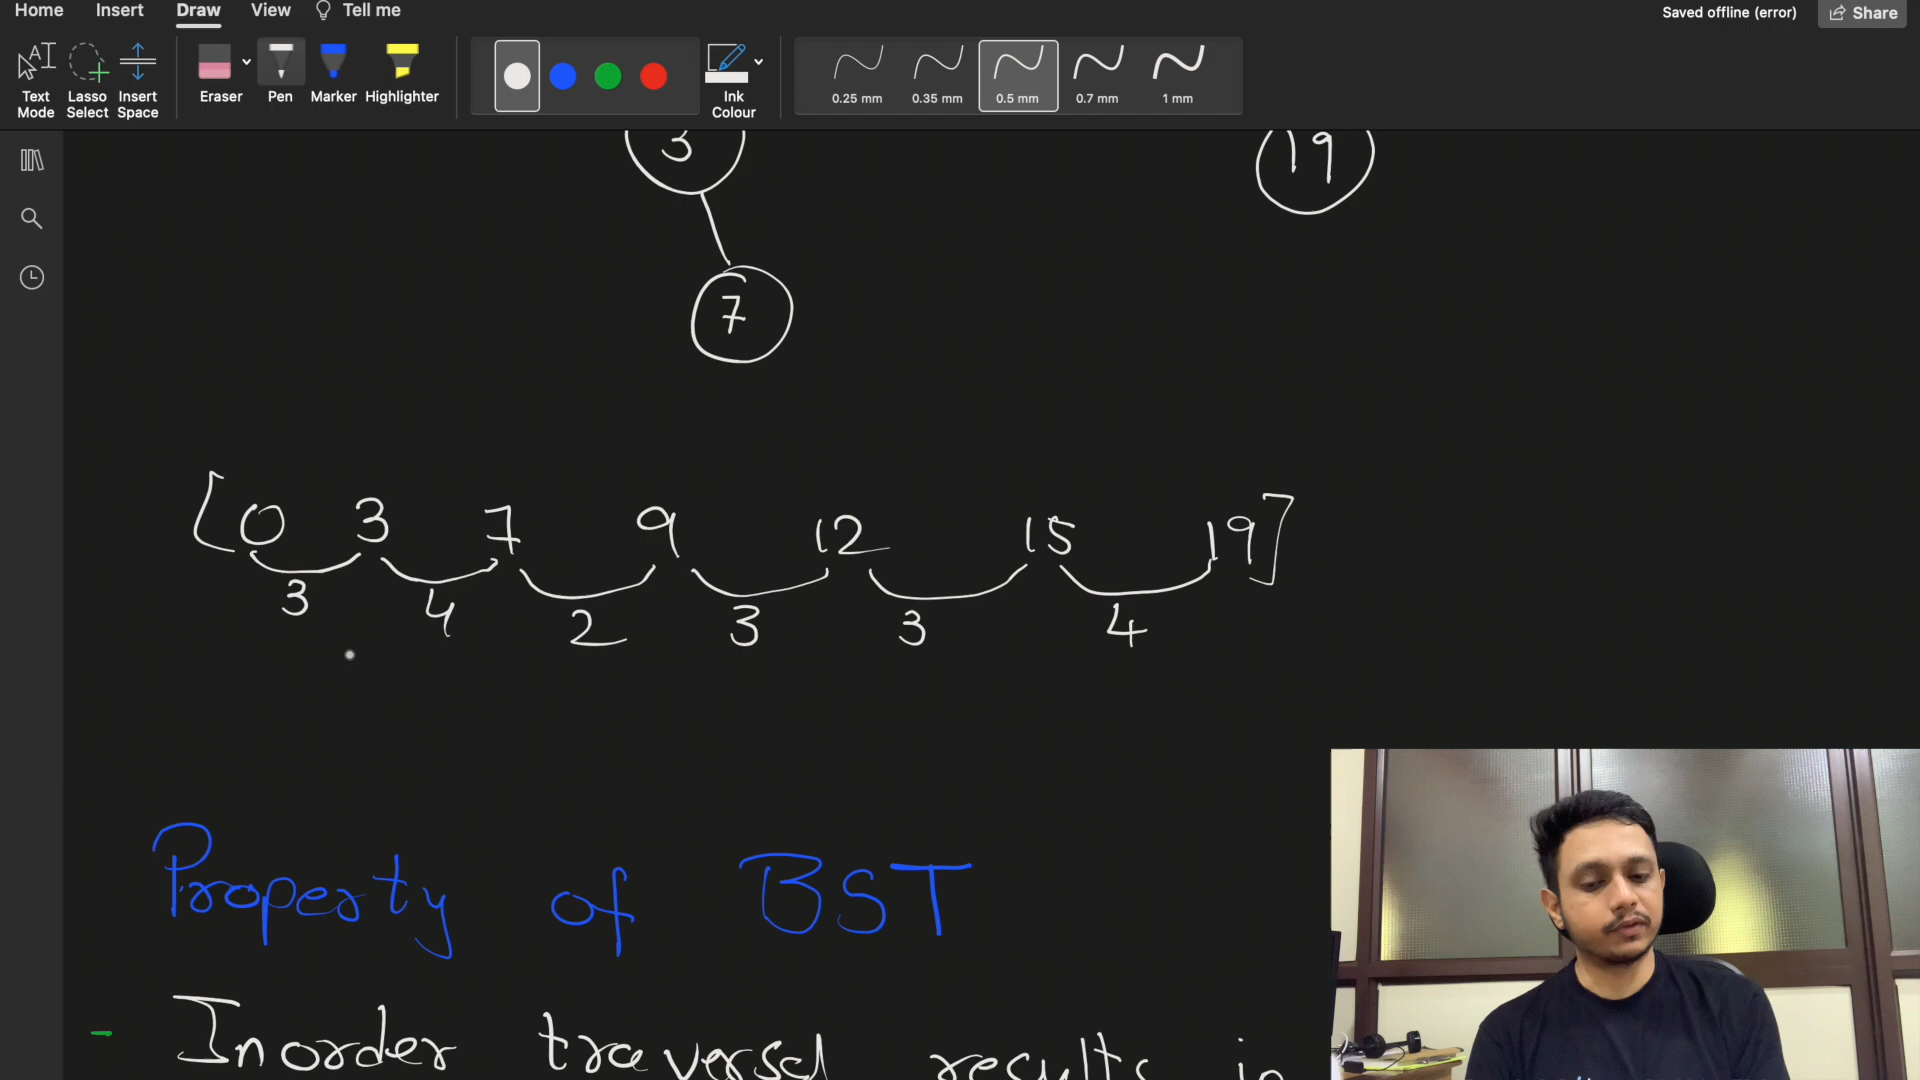 Home Insert Draw View Tell me Saved offline (error) Share
Text Mode Lasso Select Insert Space Eraser Pen Marker Highlighter Ink Colour 0.25 mm 0.35 mm 0.5 mm 0.7 mm 1 mm
3 19
7
[0 3 7 9 12 15 19]
3 4 2 3 3 4
Property of BST
- Inorder traversal results in